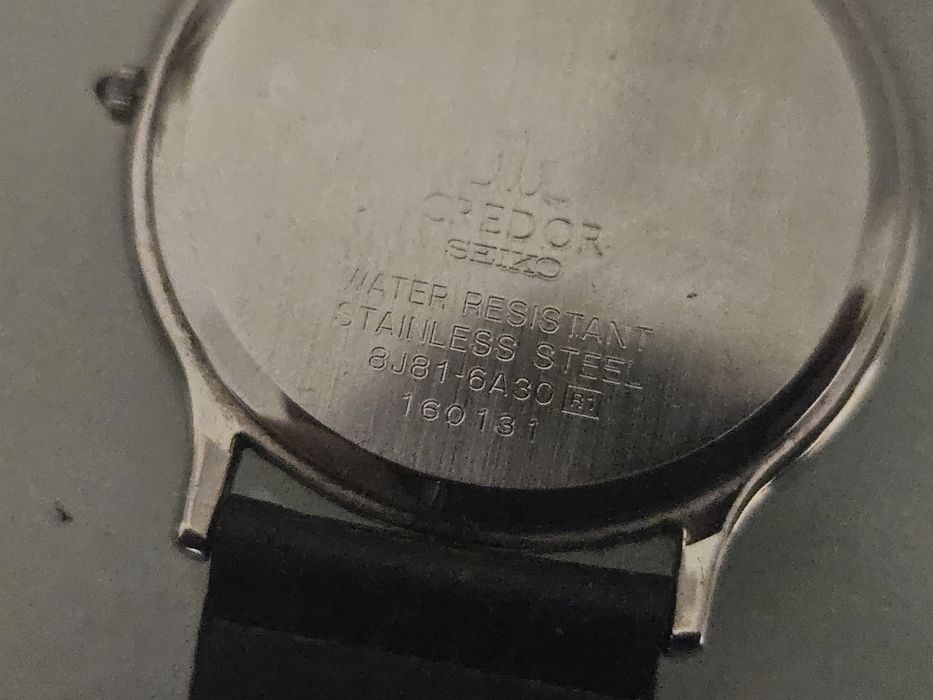 CREDOR
SEIKO
WATER RESISTANT
STAINLESS STEEL
8J81-6A30
160131